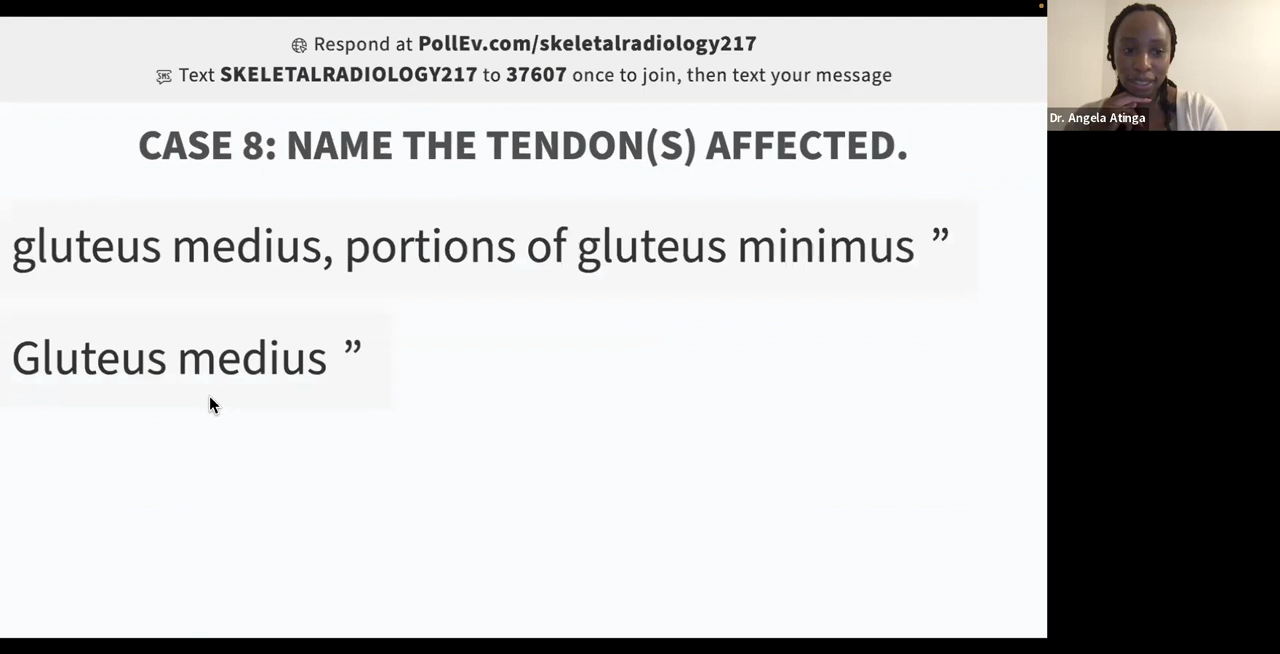 Respond at PollEv.com/skeletalradiology217
Text SKELETALRADIOLOGY217 to 37607 once to join, then text your message
CASE 8: NAME THE TENDON(S) AFFECTED.
gluteus medius, portions of gluteus minimus ”
Gluteus medius ”
Dr. Angela Atinga